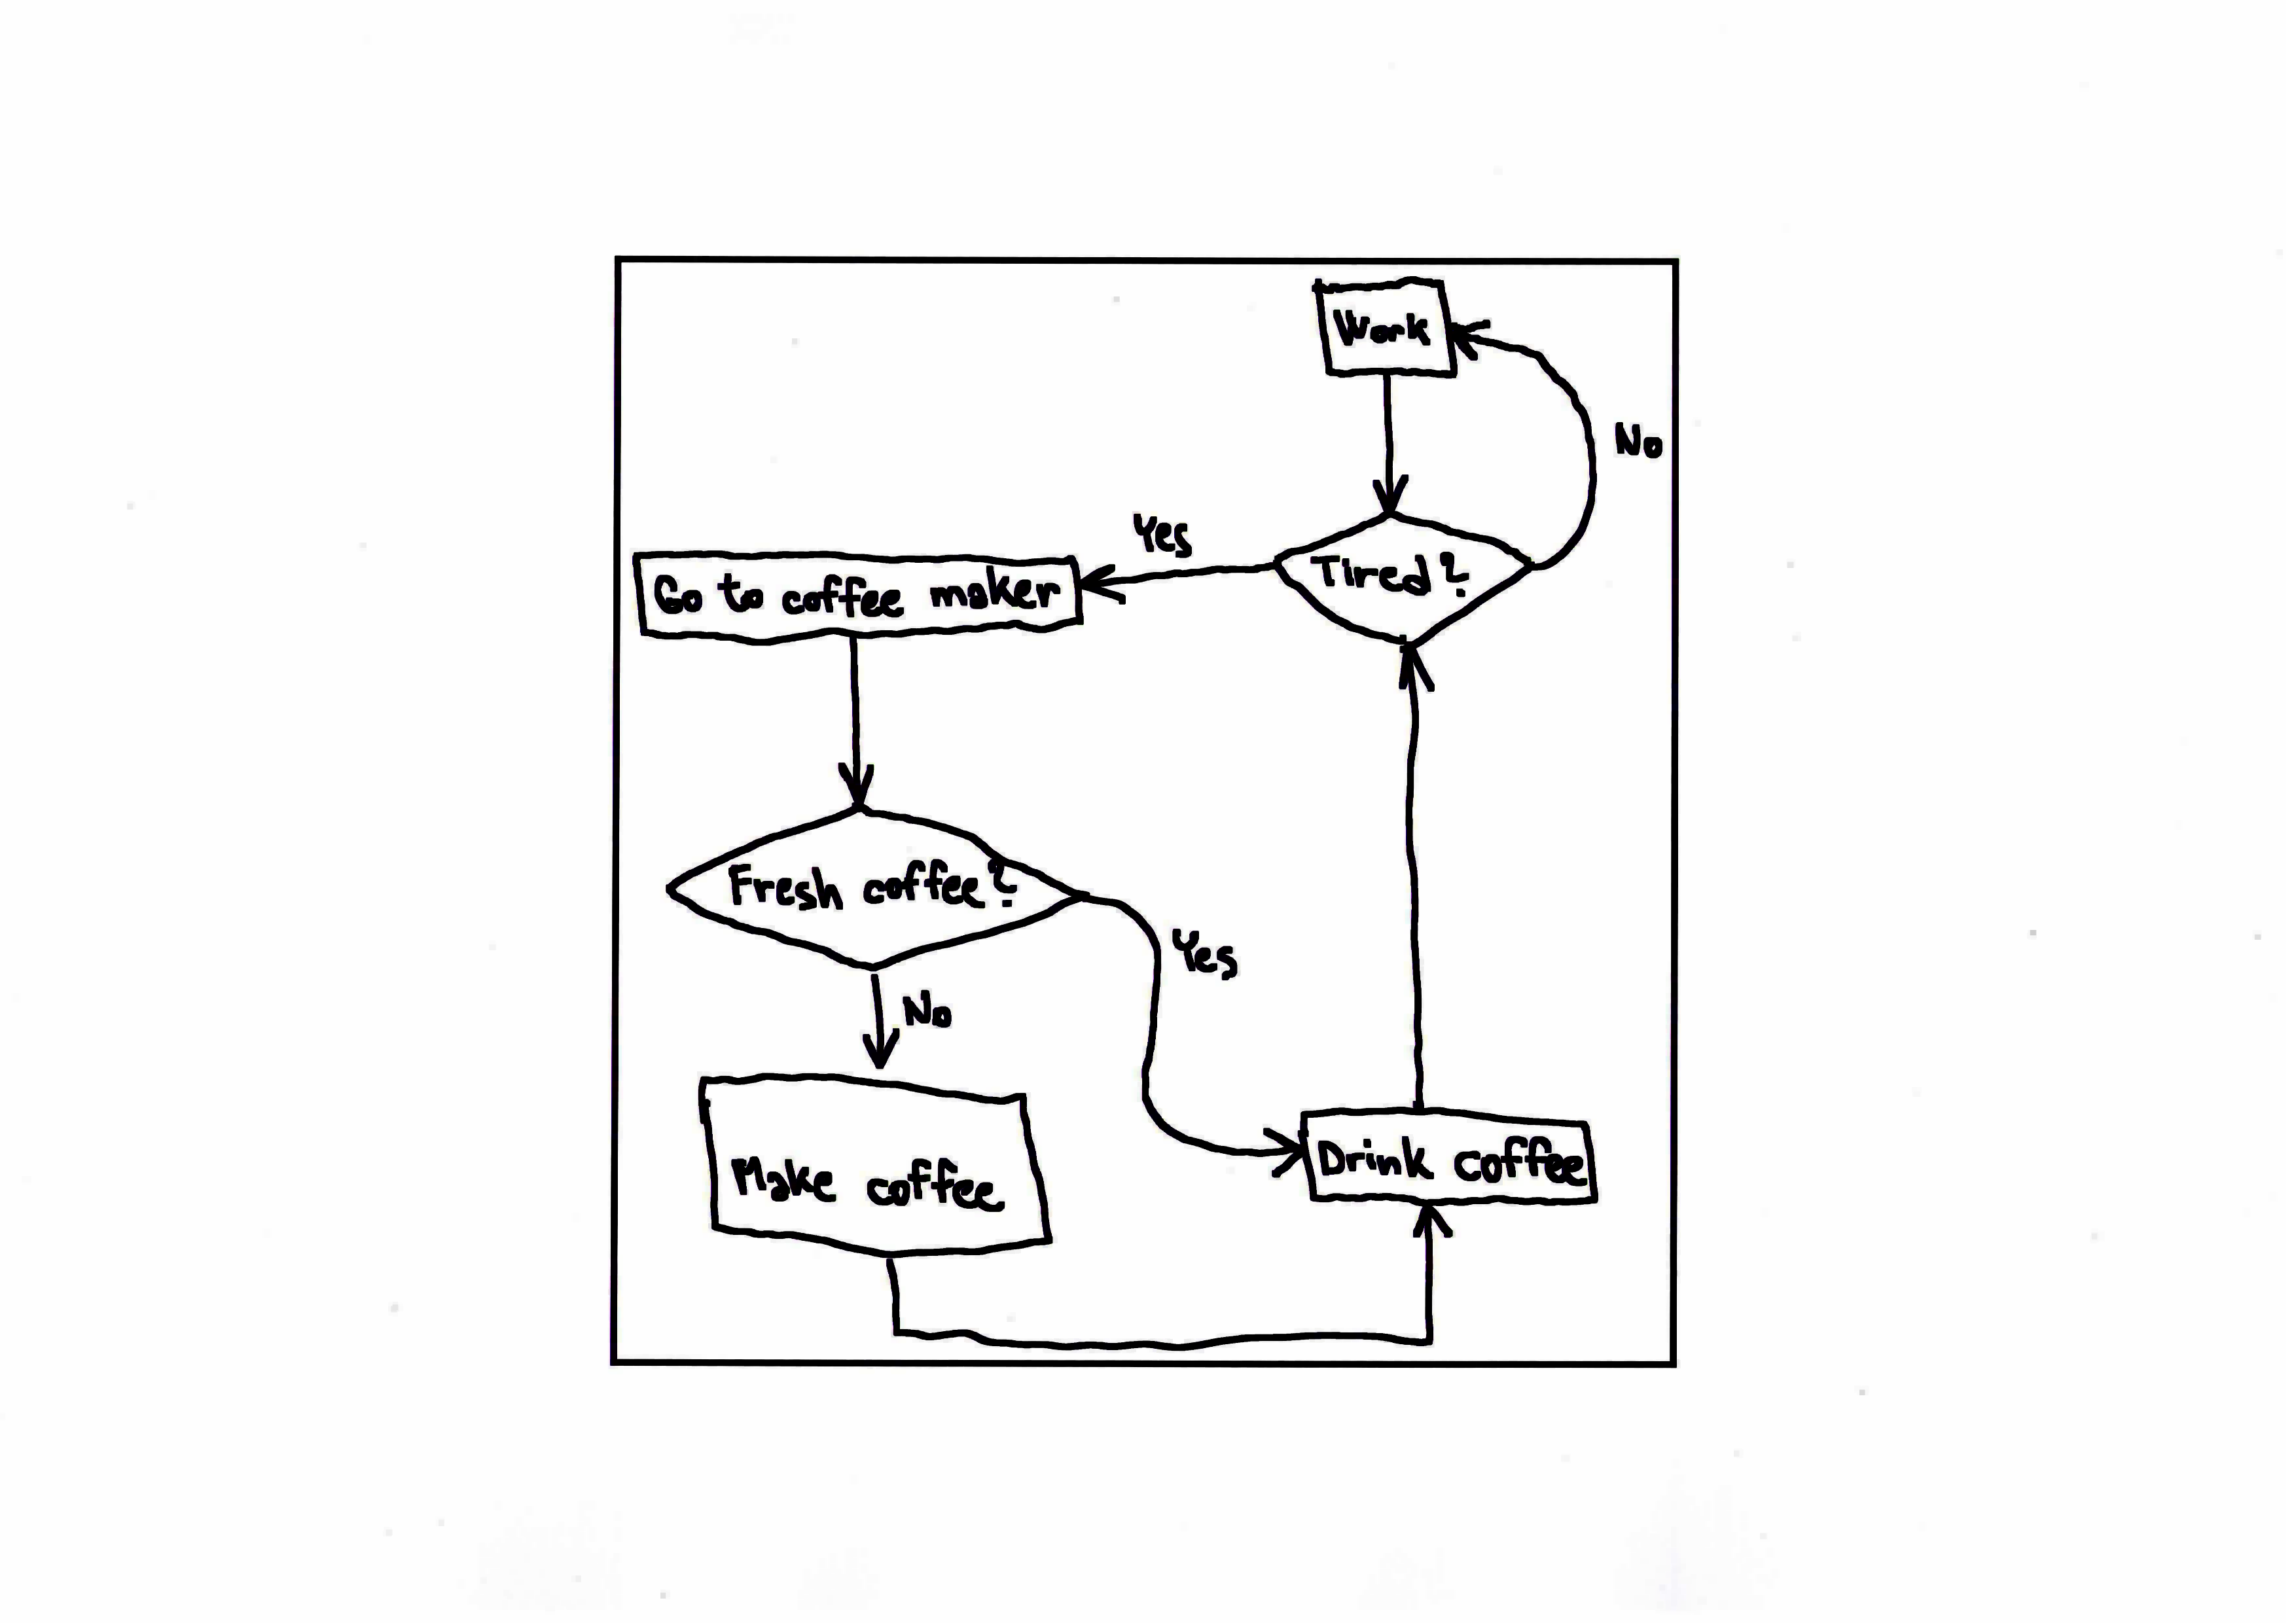 Work
No
Yes
Tired?
Go to coffee maker
Fresh coffee?
Yes
No
Make coffee
Drink coffee